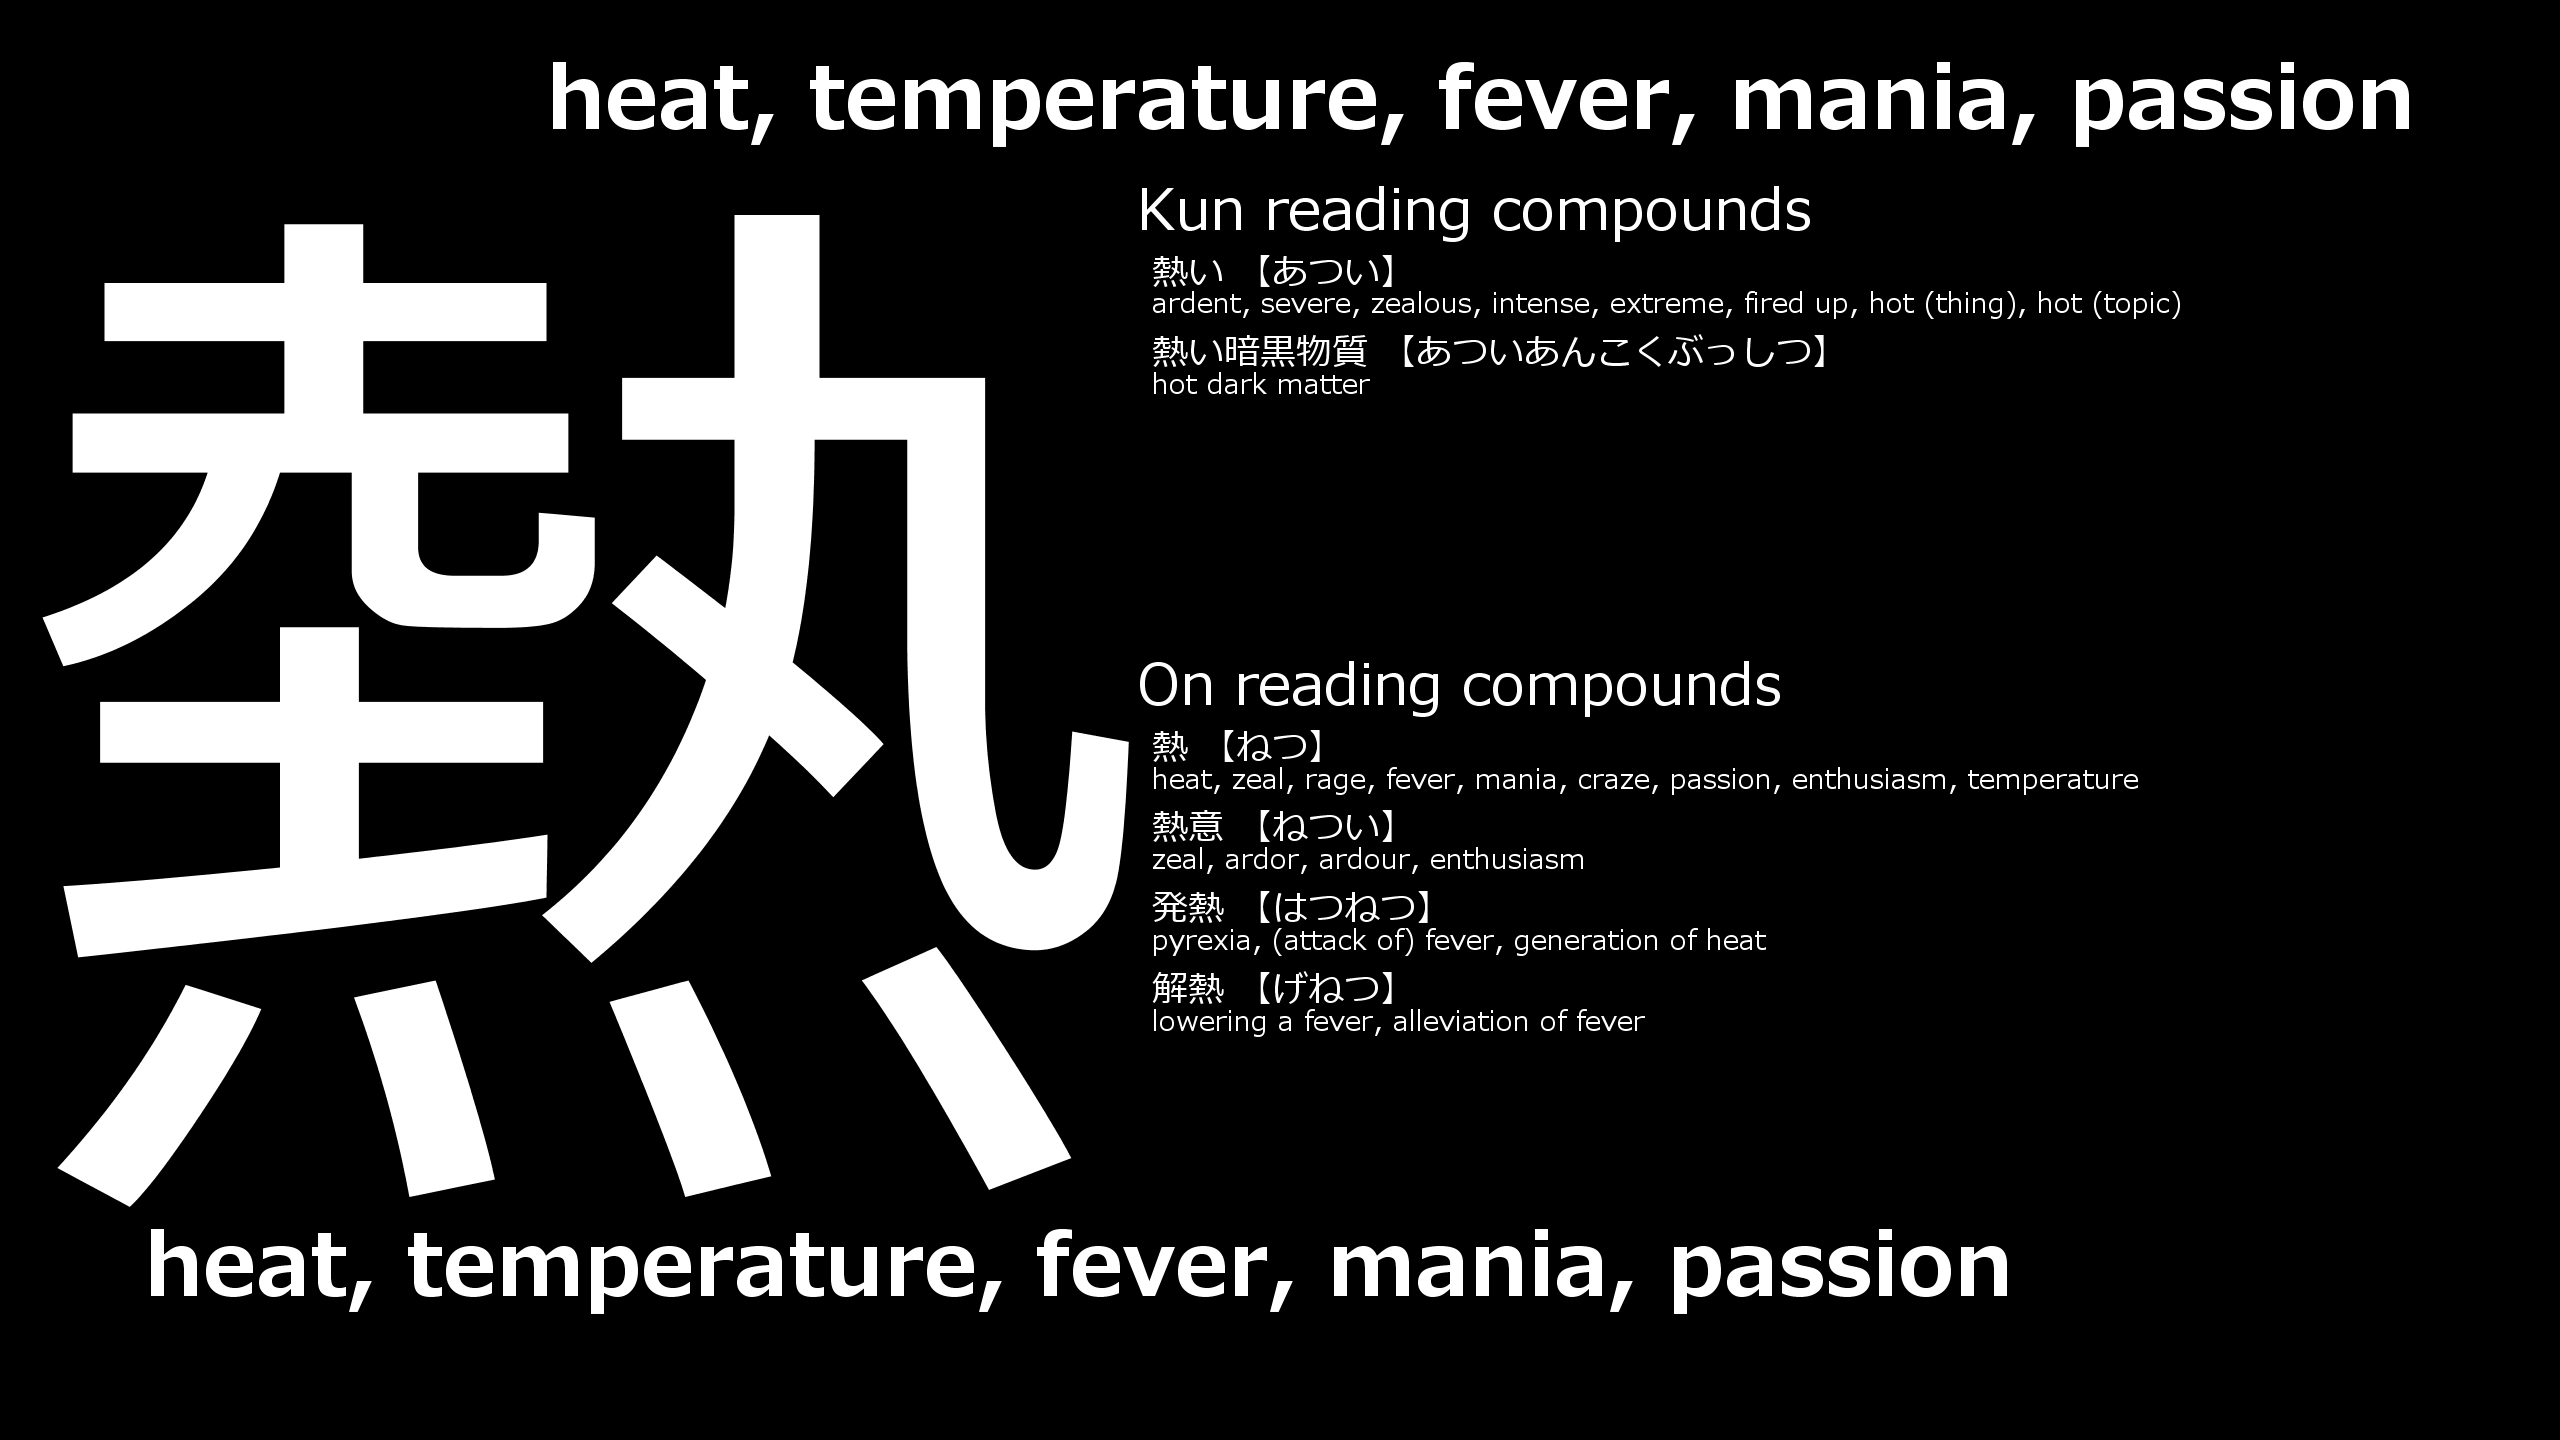 heat, temperature, fever, mania, passion
熱
Kun reading compounds
熱い 【あつい】
ardent, severe, zealous, intense, extreme, fired up, hot (thing), hot (topic)
熱い暗黒物質 【あついあんこくぶっしつ】
hot dark matter
On reading compounds
熱 【ねつ】
heat, zeal, rage, fever, mania, craze, passion, enthusiasm, temperature
熱意 【ねつい】
zeal, ardor, ardour, enthusiasm
発熱 【はつねつ】
pyrexia, (attack of) fever, generation of heat
解熱 【げねつ】
lowering a fever, alleviation of fever
heat, temperature, fever, mania, passion